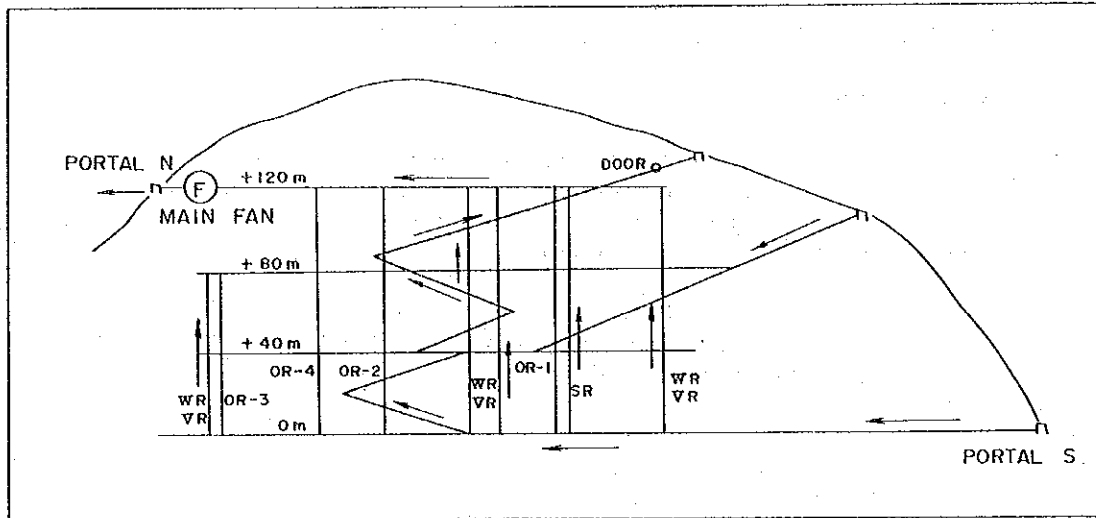 PORTAL N
F
MAIN FAN
+120 m
DOOR
+80 m
+40 m
OR-4
OR-2
OR-1
WR
VR
SR
WR
VR
WR
VR
OR-3
0 m
PORTAL S